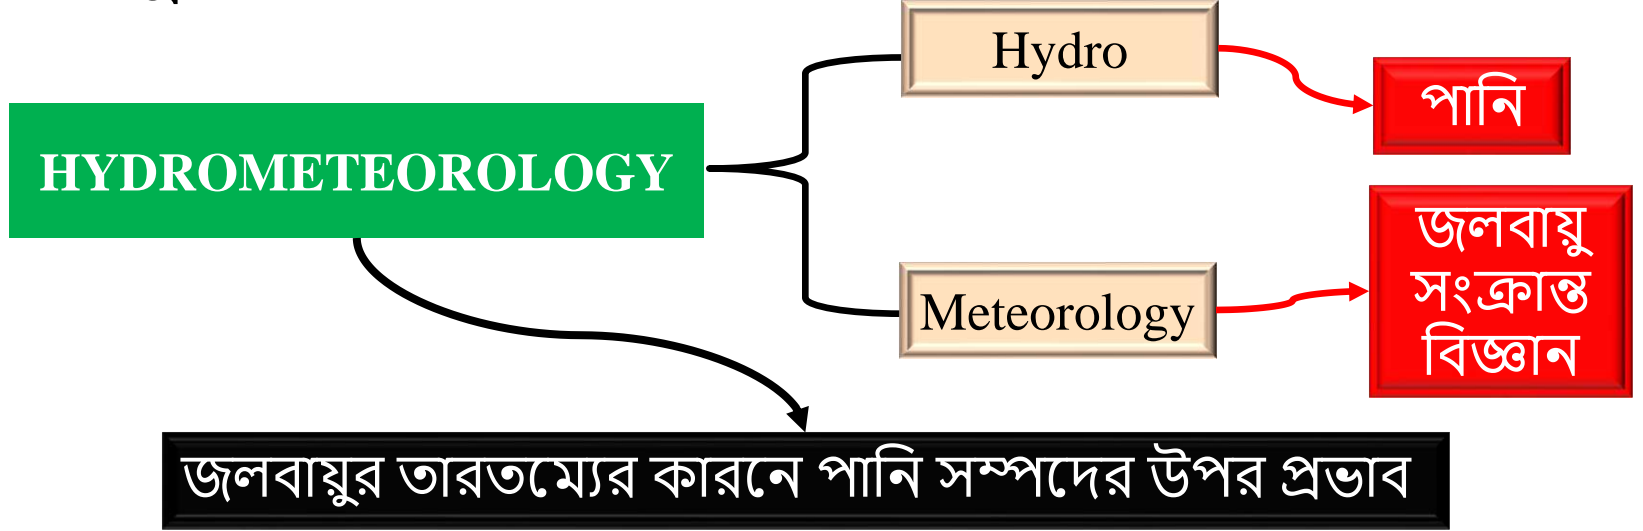 Hydro
পানি
HYDROMETEOROLOGY
জলবায়ু
সংক্রান্ত
বিজ্ঞান
Meteorology
জলবায়ুর তারতম্যের কারনে পানি সম্পদের উপর প্রভাব